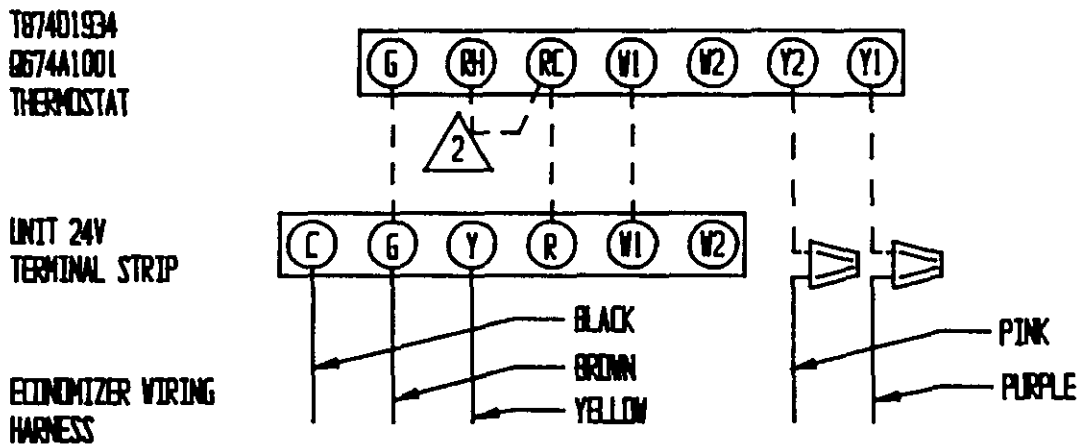 T87401934
Q674A1001
THERMOSTAT
G RH RC W1 W2 Y2 Y1
2
UNIT 24V
TERMINAL STRIP
C G Y R W1 W2
BLACK
BROWN
YELLOW
PINK
PURPLE
ECONOMIZER WIRING
HARNESS